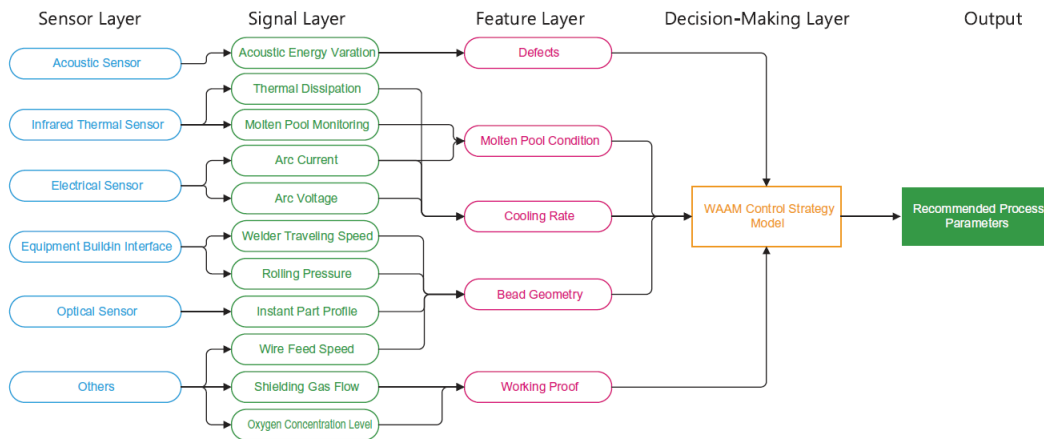 Sensor Layer
Signal Layer
Feature Layer
Decision-Making Layer
Output
Acoustic Sensor
Infrared Thermal Sensor
Electrical Sensor
Equipment Build-in Interface
Optical Sensor
Others
Acoustic Energy Varation
Thermal Dissipation
Molten Pool Monitoring
Arc Current
Arc Voltage
Welder Traveling Speed
Rolling Pressure
Instant Part Profile
Wire Feed Speed
Shielding Gas Flow
Oxygen Concentration Level
Defects
Molten Pool Condition
Cooling Rate
Bead Geometry
Working Proof
WAAM Control Strategy
Model
Recommended Process
Parameters